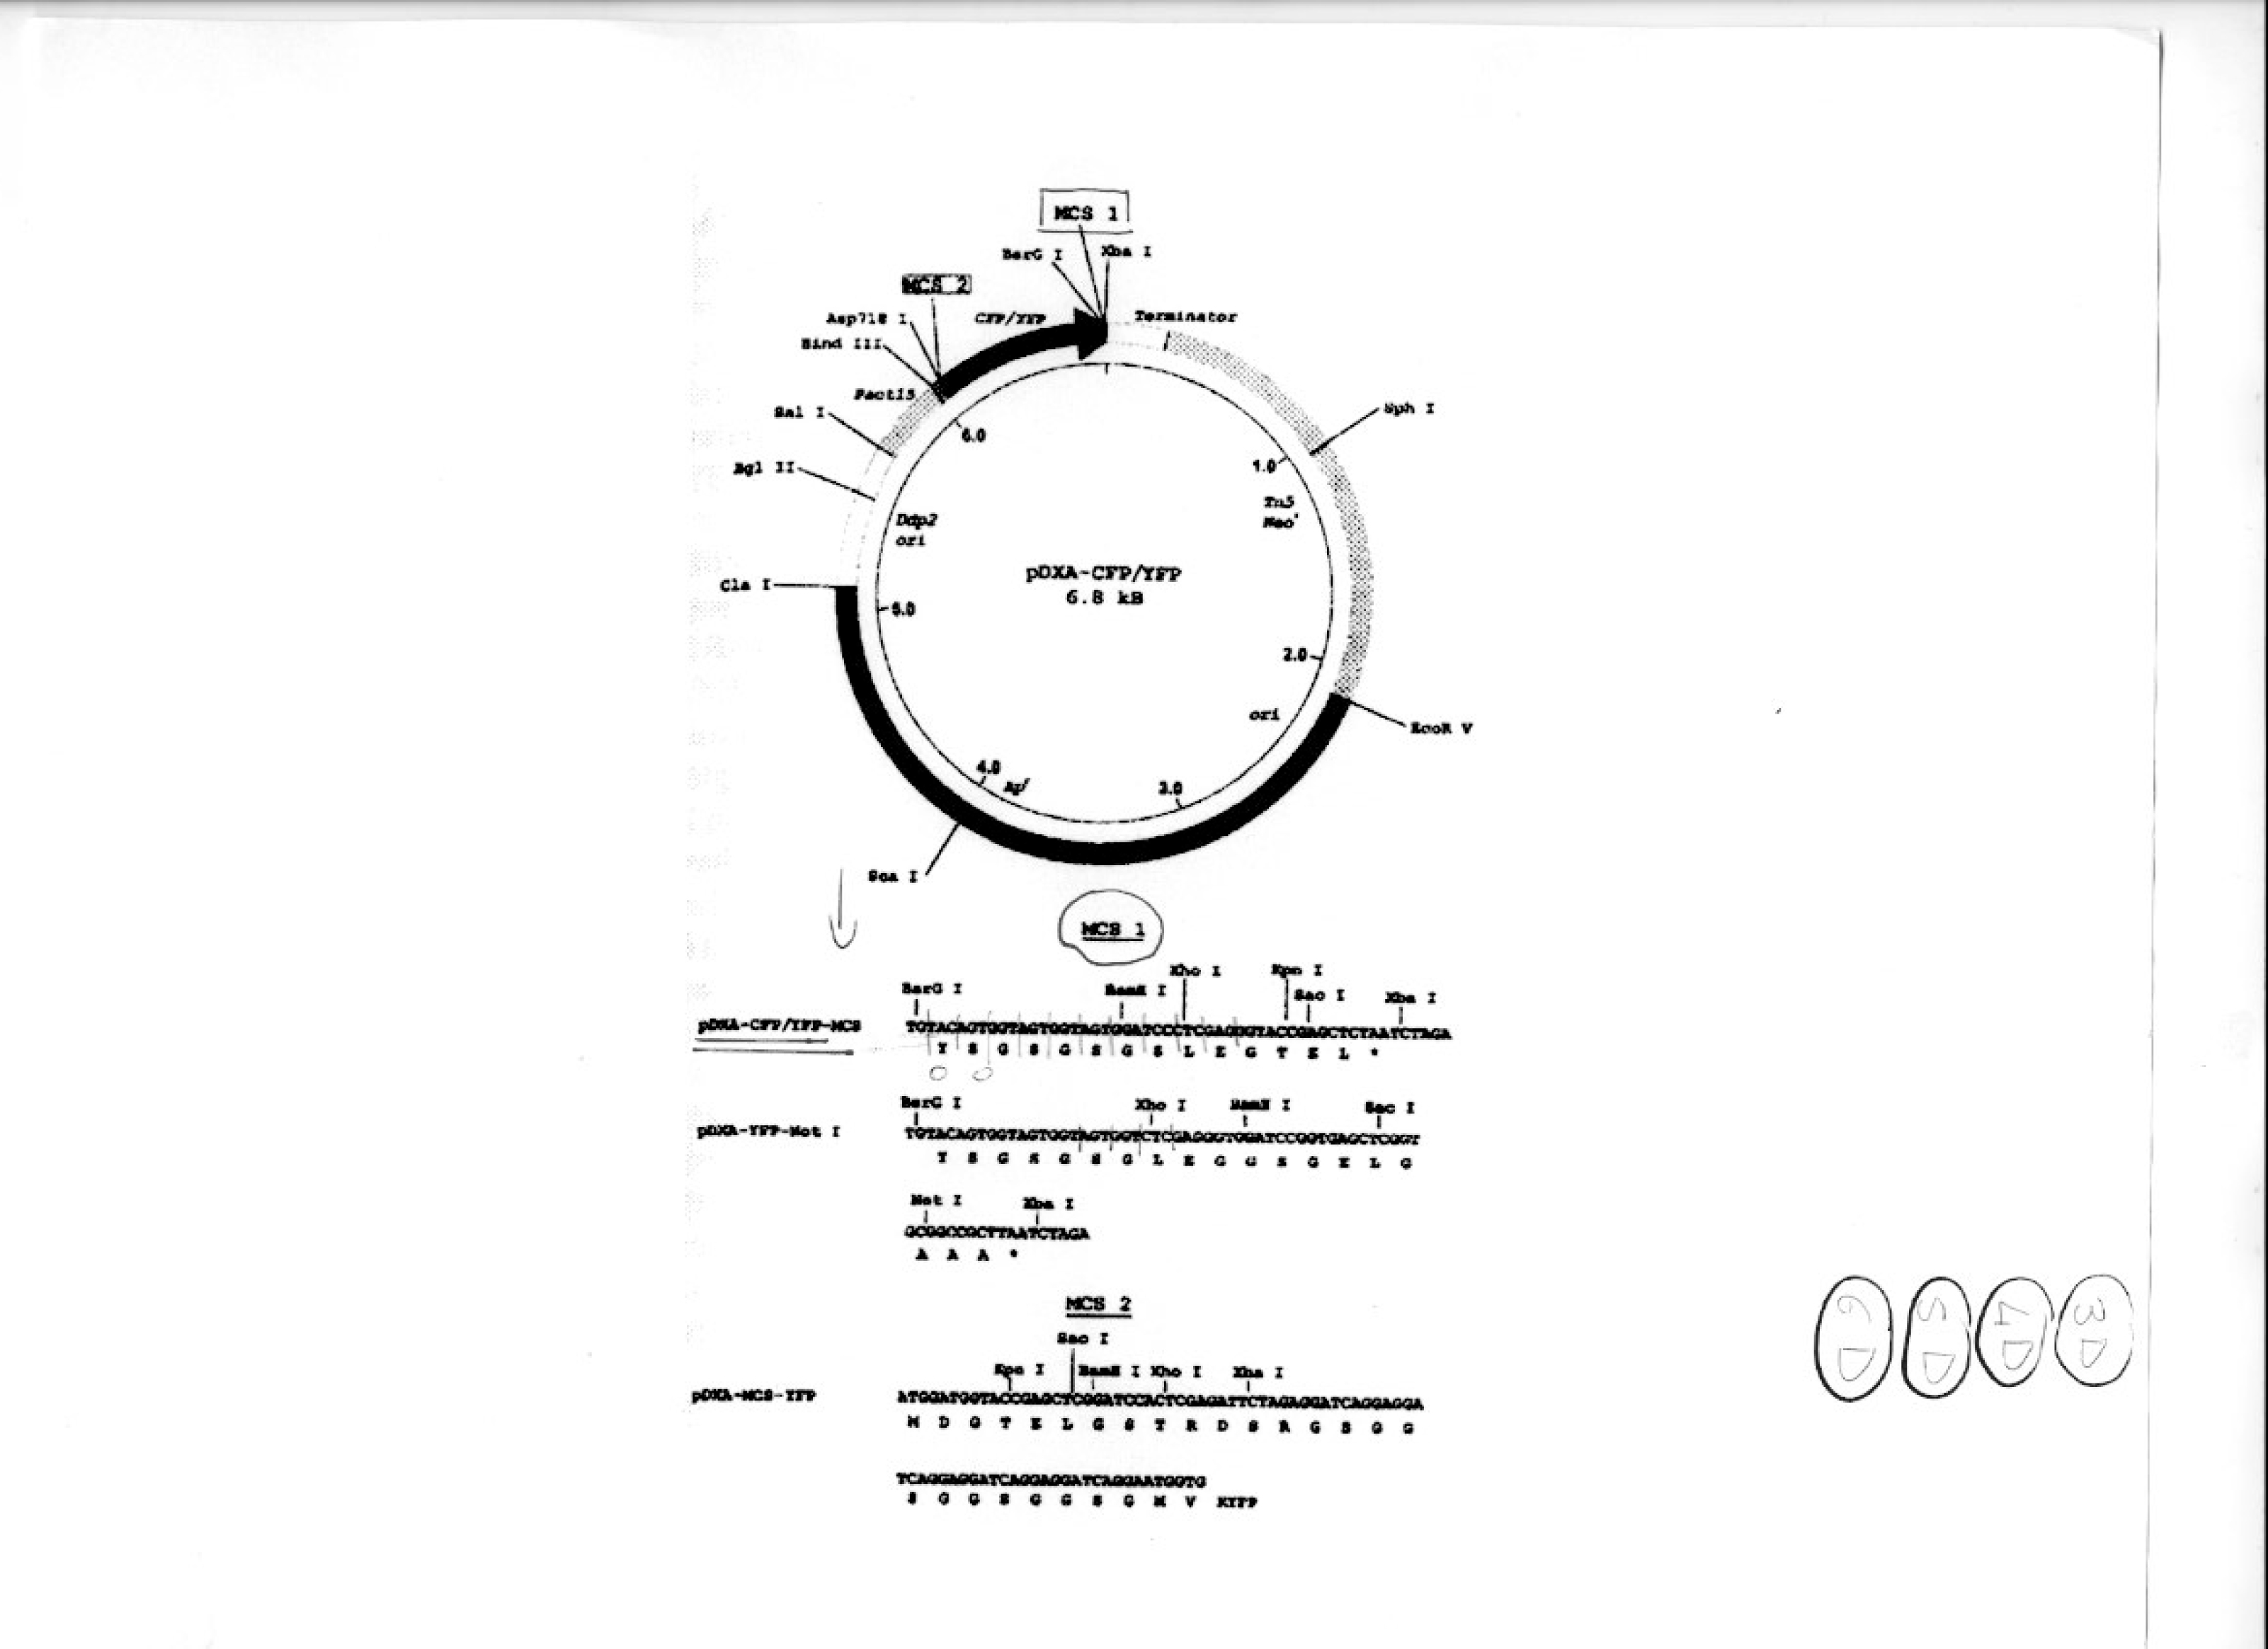 MCS 1
BsrG I Xba I
MCS 2
Asp718 I CFP/YFP Terminator
Hind III
Pact15
Sal I Sph I
6.0
Bgl II 1.0
Tn5
Neo^r
Ddp2
ori
pDXA-CFP/YFP
6.8 kB
Cla I
5.0
2.0
ori
EcoR V
4.0
Ap^r 3.0
Sca I
MCS 1
Xho I Kpn I
BsrG I BamH I Sac I Xba I
pDXA-CFP/YFP-MCS TGTACAGTGGTAGTGGTAGTGGATCCCTCGAGGGTACCGAGCTCTAATCTAGA
Y S G S G S G S L E G T E L *
BsrG I Xho I BamH I Sac I
pDXA-YFP-Not I TGTACAGTGGTAGTGGTAGTGGTCTCGAGGGTGGATCCGGTGAGCTCGGT
Y S G S G S G L E G G S G E L G
Not I Xba I
GCGGCCGCTTAATCTAGA
A A A *
MCS 2
Sac I
Kpn I BamH I Xho I Xba I
pDXA-MCS-YFP ATGGATGGTACCGAGCTCGGATCCACTCGAGATTCTAGAGGATCAGGAGGA
M D G T E L G S T R D S R G S G G
TCAGGAGGATCAGGAGGATCAGGAATGGTG
S G G S G G S G M V
3D
4D
5D
6D